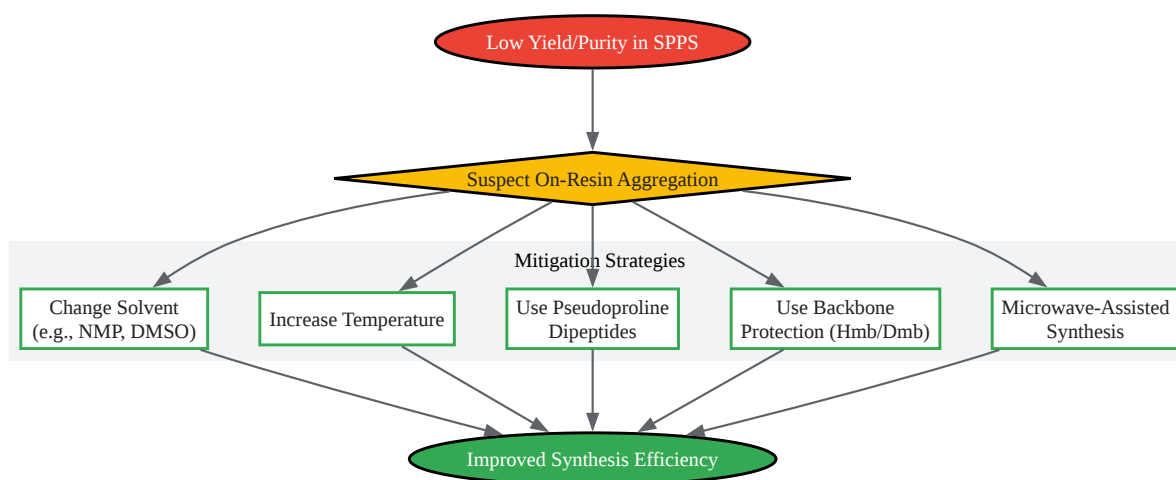 Low Yield/Purity in SPPS
Suspect On-Resin Aggregation
Mitigation Strategies
Change Solvent
(e.g., NMP, DMSO)
Increase Temperature
Use Pseudoproline
Dipeptides
Use Backbone
Protection (Hmb/Dmb)
Microwave-Assisted
Synthesis
Improved Synthesis Efficiency